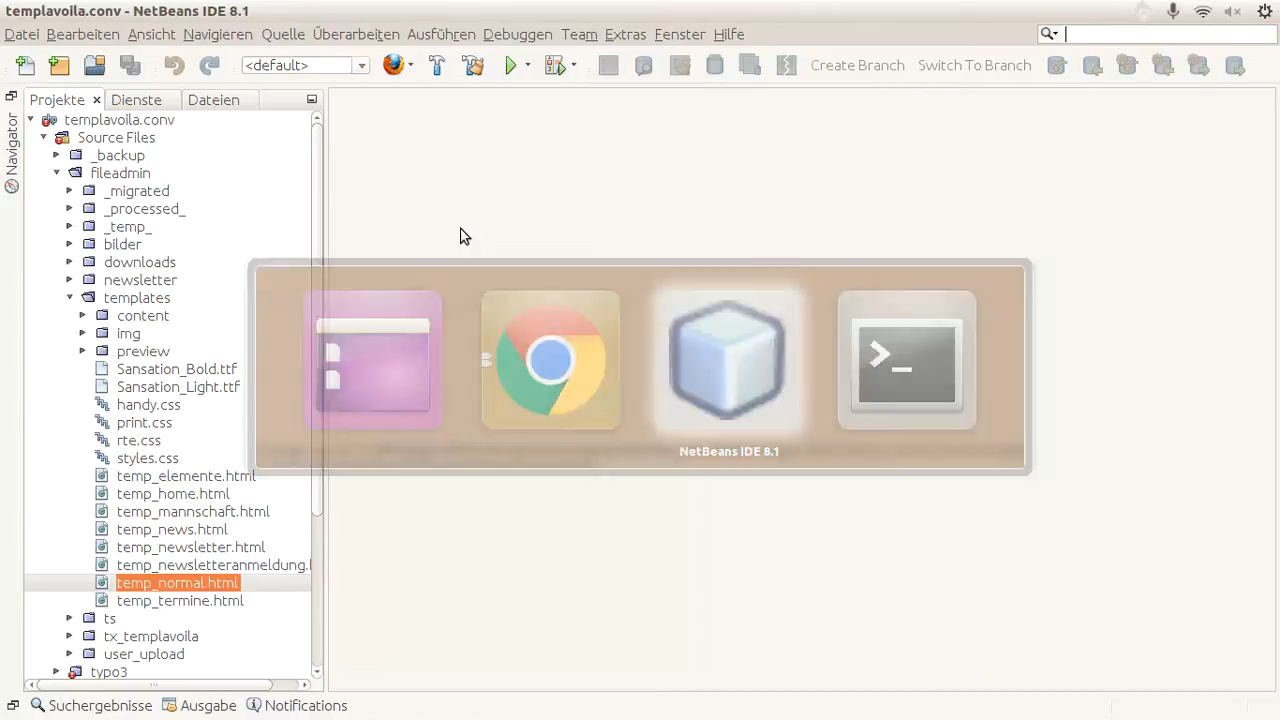 templavoila.conv - NetBeans IDE 8.1
Datei Bearbeiten Ansicht Navigieren Quelle Überarbeiten Ausführen Debuggen Team Extras Fenster Hilfe
<default> Create Branch Switch To Branch
Projekte Dienste Dateien
Navigator
templavoila.conv
Source Files
_backup
fileadmin
_migrated
_processed_
_temp_
bilder
downloads
newsletter
templates
content
img
preview
Sansation_Bold.ttf
Sansation_Light.ttf
handy.css
print.css
rte.css
styles.css
temp_elemente.html
temp_home.html
temp_mannschaft.html
temp_news.html
temp_newsletter.html
temp_newsletteranmeldung.
temp_normal.html
temp_termine.html
ts
tx_templavoila
user_upload
typo3
NetBeans IDE 8.1
Suchergebnisse Ausgabe Notifications